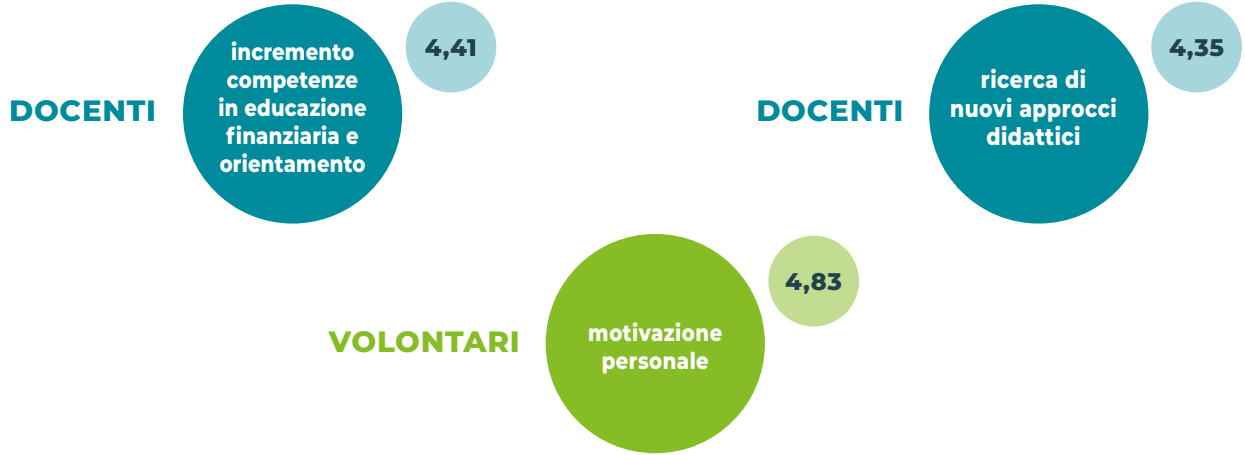 DOCENTI
incremento
competenze
in educazione
finanziaria e
orientamento
4,41
DOCENTI
ricerca di
nuovi approcci
didattici
4,35
VOLONTARI
motivazione
personale
4,83